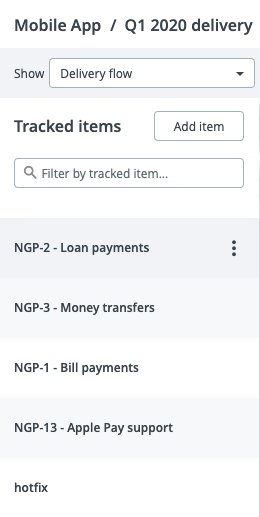 Mobile App / Q1 2020 delivery
Show Delivery flow
Tracked items Add item
Filter by tracked item...
NGP-2 - Loan payments
NGP-3 - Money transfers
NGP-1 - Bill payments
NGP-13 - Apple Pay support
hotfix